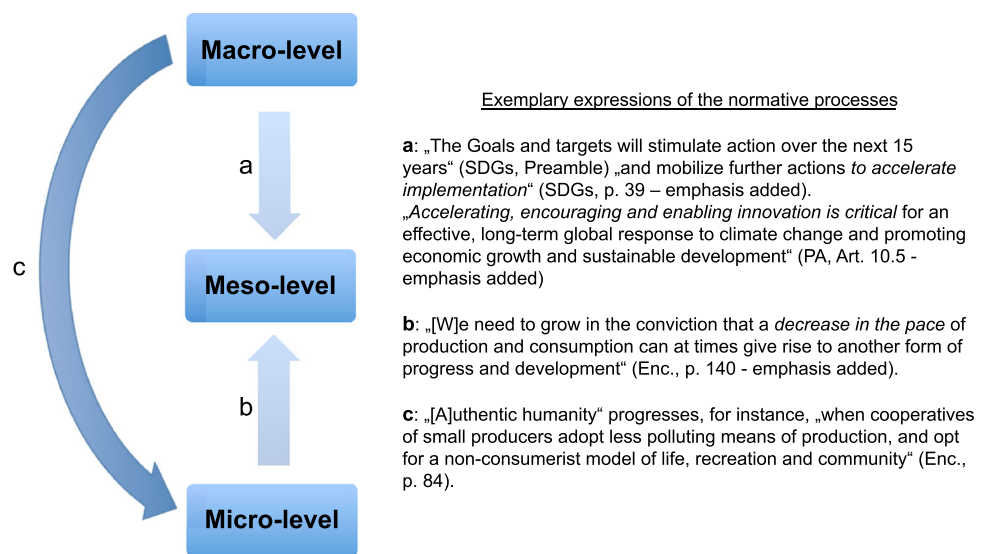 Macro-level
a
c
Meso-level
b
Micro-level
Exemplary expressions of the normative processes
a: „The Goals and targets will stimulate action over the next 15
years“ (SDGs, Preamble) „and mobilize further actions to accelerate
implementation“ (SDGs, p. 39 – emphasis added).
„Accelerating, encouraging and enabling innovation is critical for an
effective, long-term global response to climate change and promoting
economic growth and sustainable development“ (PA, Art. 10.5 -
emphasis added)
b: „[W]e need to grow in the conviction that a decrease in the pace of
production and consumption can at times give rise to another form of
progress and development“ (Enc., p. 140 - emphasis added).
c: „[A]uthentic humanity“ progresses, for instance, „when cooperatives
of small producers adopt less polluting means of production, and opt
for a non-consumerist model of life, recreation and community“ (Enc.,
p. 84).